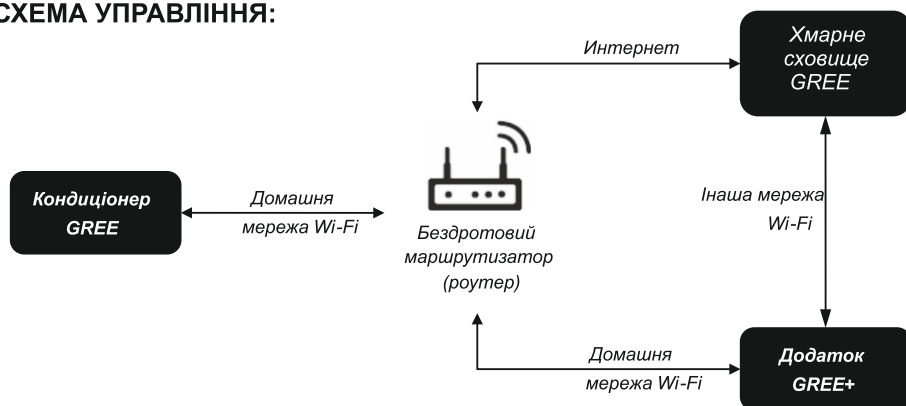 СХЕМА УПРАВЛІННЯ:
Интернет
Хмарне
сховище
GREE
Кондиціонер
GREE
Домашня
мережа Wi-Fi
Бездротовий
маршрутизатор
(роутер)
Інаша мережа
Wi-Fi
Домашня
мережа Wi-Fi
Додаток
GREE+